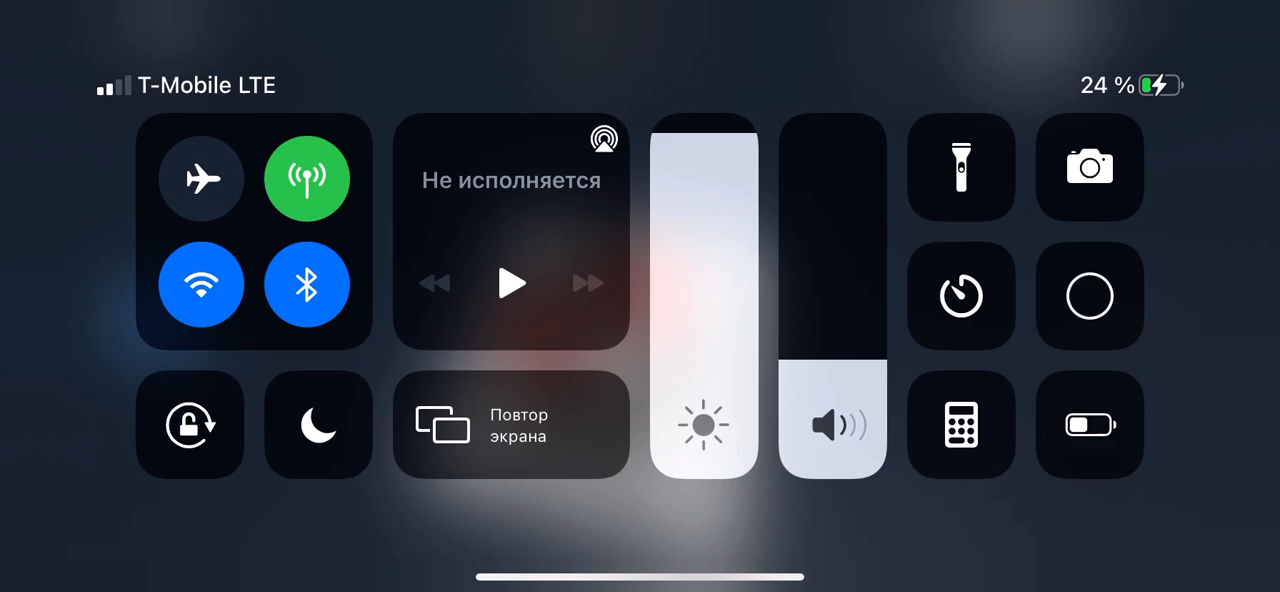 T-Mobile LTE
24 %
Не исполняется
Повтор
экрана